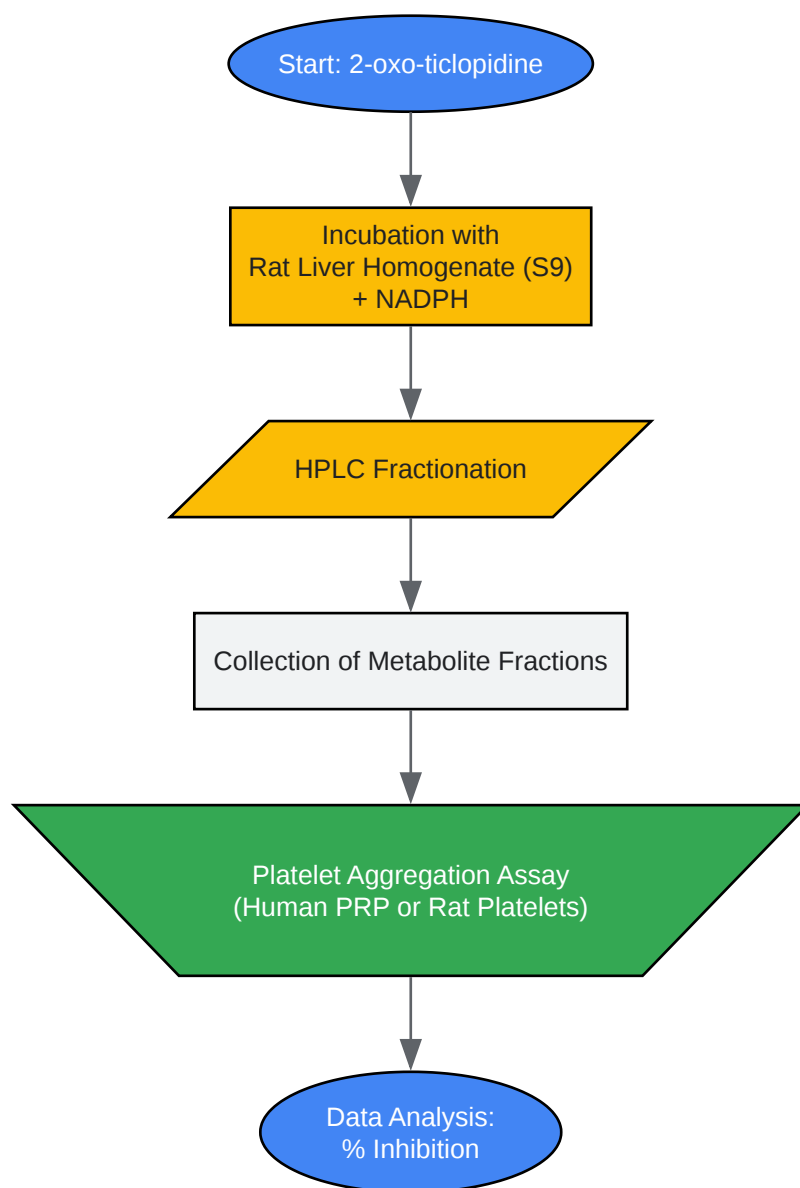 Start: 2-oxo-ticlopidine
Incubation with
Rat Liver Homogenate (S9)
+ NADPH
HPLC Fractionation
Collection of Metabolite Fractions
Platelet Aggregation Assay
(Human PRP or Rat Platelets)
Data Analysis:
% Inhibition